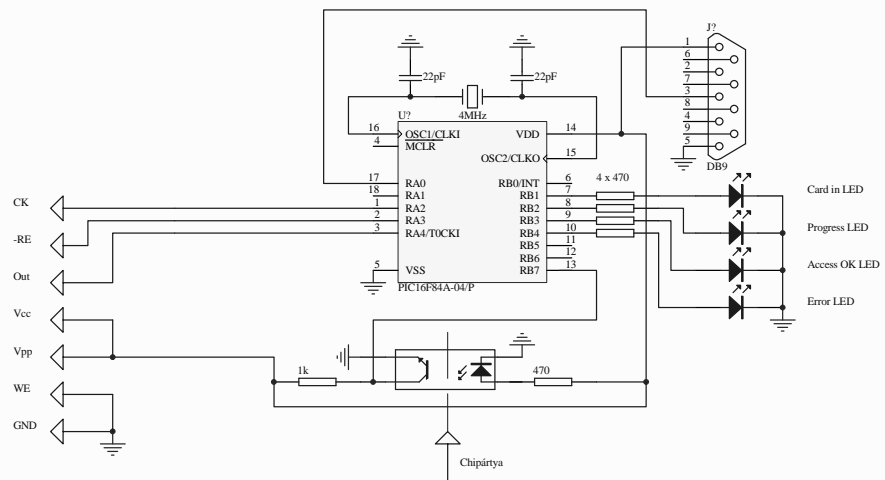 J?
1
6
2
7
3
8
4
9
5
DB9
22pF
22pF
4MHz
U?
16 OSC1/CLKI
4 MCLR
VDD 14
OSC2/CLKO 15
17 RA0
18 RA1
1 RA2
2 RA3
3 RA4/T0CKI
5 VSS
RB0/INT 6
RB1 7
RB2 8
RB3 9
RB4 10
RB5 11
RB6 12
RB7 13
PIC16F84A-04/P
4 x 470
Card in LED
Progress LED
Access OK LED
Error LED
CK
-RE
Out
Vcc
Vpp
WE
GND
1k
470
Chipártya